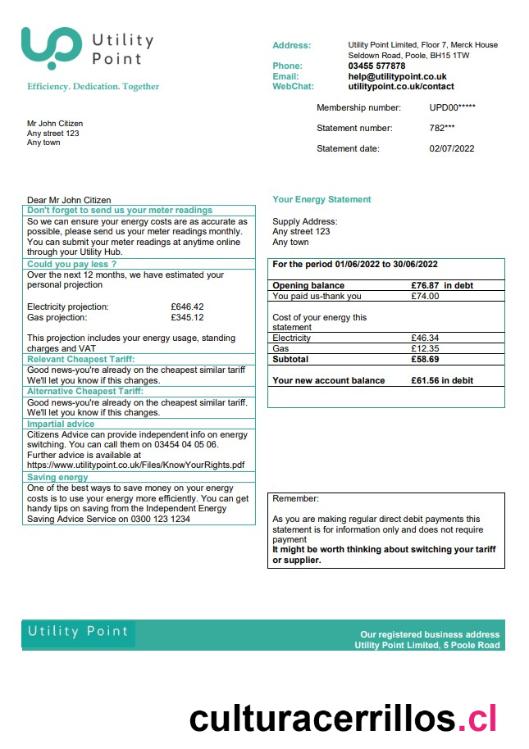 Utility
Point
Efficiency. Dedication. Together
Address: Utility Point Limited, Floor 7, Merck House
Seldown Road, Poole, BH15 1TW
Phone: 03455 577878
Email: help@utilitypoint.co.uk
WebChat: utilitypoint.co.uk/contact
Membership number: UPD00*****
Statement number: 782***
Statement date: 02/07/2022
Mr John Citizen
Any street 123
Any town
Dear Mr John Citizen
Don't forget to send us your meter readings
So we can ensure your energy costs are as accurate as
possible, please send us your meter readings monthly.
You can submit your meter readings at anytime online
through your Utility Hub.
Could you pay less ?
Over the next 12 months, we have estimated your
personal projection
Electricity projection: £646.42
Gas projection: £345.12
This projection includes your energy usage, standing
charges and VAT
Relevant Cheapest Tariff:
Good news-you're already on the cheapest similar tariff
We'll let you know if this changes.
Alternative Cheapest Tariff:
Good news-you're already on the cheapest similar tariff.
We'll let you know if this changes.
Impartial advice
Citizens Advice can provide independent info on energy
switching. You can call them on 03454 04 05 06.
Further advice is available at
https://www.utilitypoint.co.uk/Files/KnowYourRights.pdf
Saving energy
One of the best ways to save money on your energy
costs is to use your energy more efficiently. You can get
handy tips on saving from the Independent Energy
Saving Advice Service on 0300 123 1234
Your Energy Statement
Supply Address:
Any street 123
Any town
For the period 01/06/2022 to 30/06/2022
Opening balance £76.87 in debt
You paid us-thank you £74.00
Cost of your energy this
statement
Electricity £46.34
Gas £12.35
Subtotal £58.69
Your new account balance £61.56 in debit
Remember:
As you are making regular direct debit payments this
statement is for information only and does not require
payment
It might be worth thinking about switching your tariff
or supplier.
Utility Point
Our registered business address
Utility Point Limited, 5 Poole Road
culturacerrillos.cl